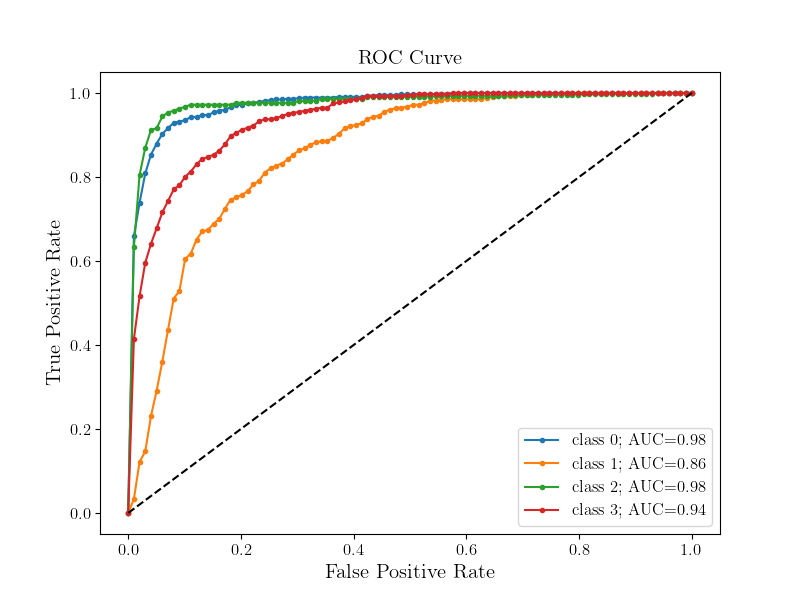 ROC Curve
True Positive Rate
1.0
0.8
0.6
0.4
0.2
0.0
class 0; AUC=0.98
class 1; AUC=0.86
class 2; AUC=0.98
class 3; AUC=0.94
0.0 0.2 0.4 0.6 0.8 1.0
False Positive Rate